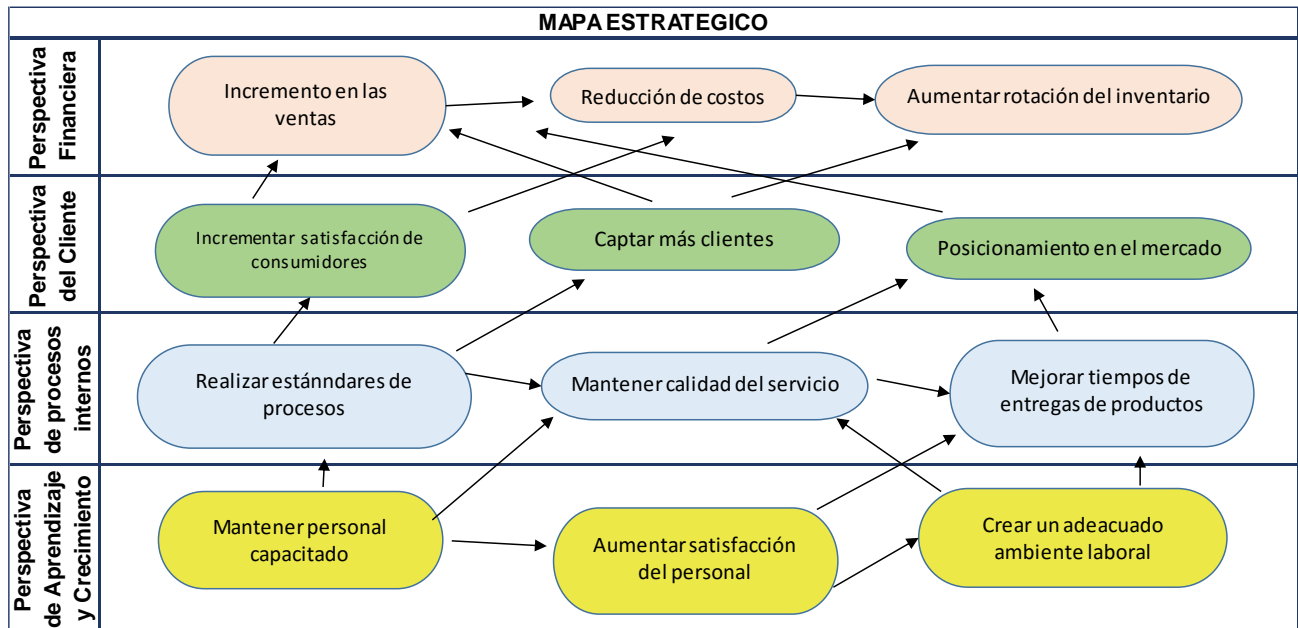 MAPA ESTRATEGICO
Perspectiva
Financiera
Incremento en las
ventas
Reducción de costos
Aumentar rotación del inventario
Perspectiva
del Cliente
Incrementar satisfacción de
consumidores
Captar más clientes
Posicionamiento en el mercado
Perspectiva
de procesos
internos
Realizar estánndares de
procesos
Mantener calidad del servicio
Mejorar tiempos de
entregas de productos
Perspectiva
de Aprendizaje
y Crecimiento
Mantener personal
capacitado
Aumentar satisfacción
del personal
Crear un adeacuado
ambiente laboral